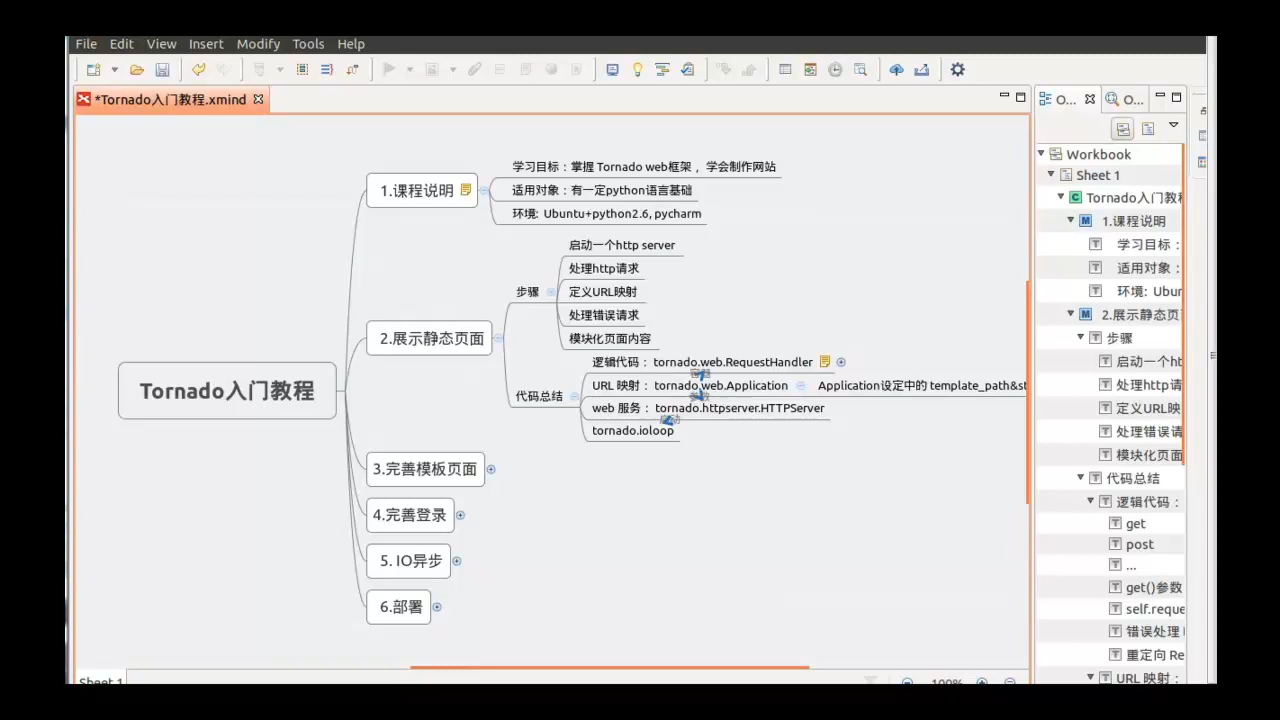 File Edit View Insert Modify Tools Help
*Tornado入门教程.xmind
O...
O...
Tornado入门教程
1.课程说明
学习目标：掌握 Tornado web框架， 学会制作网站
适用对象：有一定python语言基础
环境: Ubuntu+python2.6, pycharm
2.展示静态页面
步骤
启动一个http server
处理http请求
定义URL映射
处理错误请求
模块化页面内容
代码总结
逻辑代码： tornado.web.RequestHandler
URL 映射： tornado.web.Application
Application设定中的 template_path&st
web 服务： tornado.httpserver.HTTPServer
tornado.ioloop
3.完善模板页面
4.完善登录
5. IO异步
6.部署
Sheet 1
100%
Workbook
Sheet 1
Tornado入门教程
1.课程说明
学习目标：
适用对象：
环境: Ubun
2.展示静态页
步骤
启动一个ht
处理http请
定义URL映
处理错误请
模块化页面
代码总结
逻辑代码：
get
post
...
get()参数
self.reque
错误处理
重定向 Re
URL 映射：